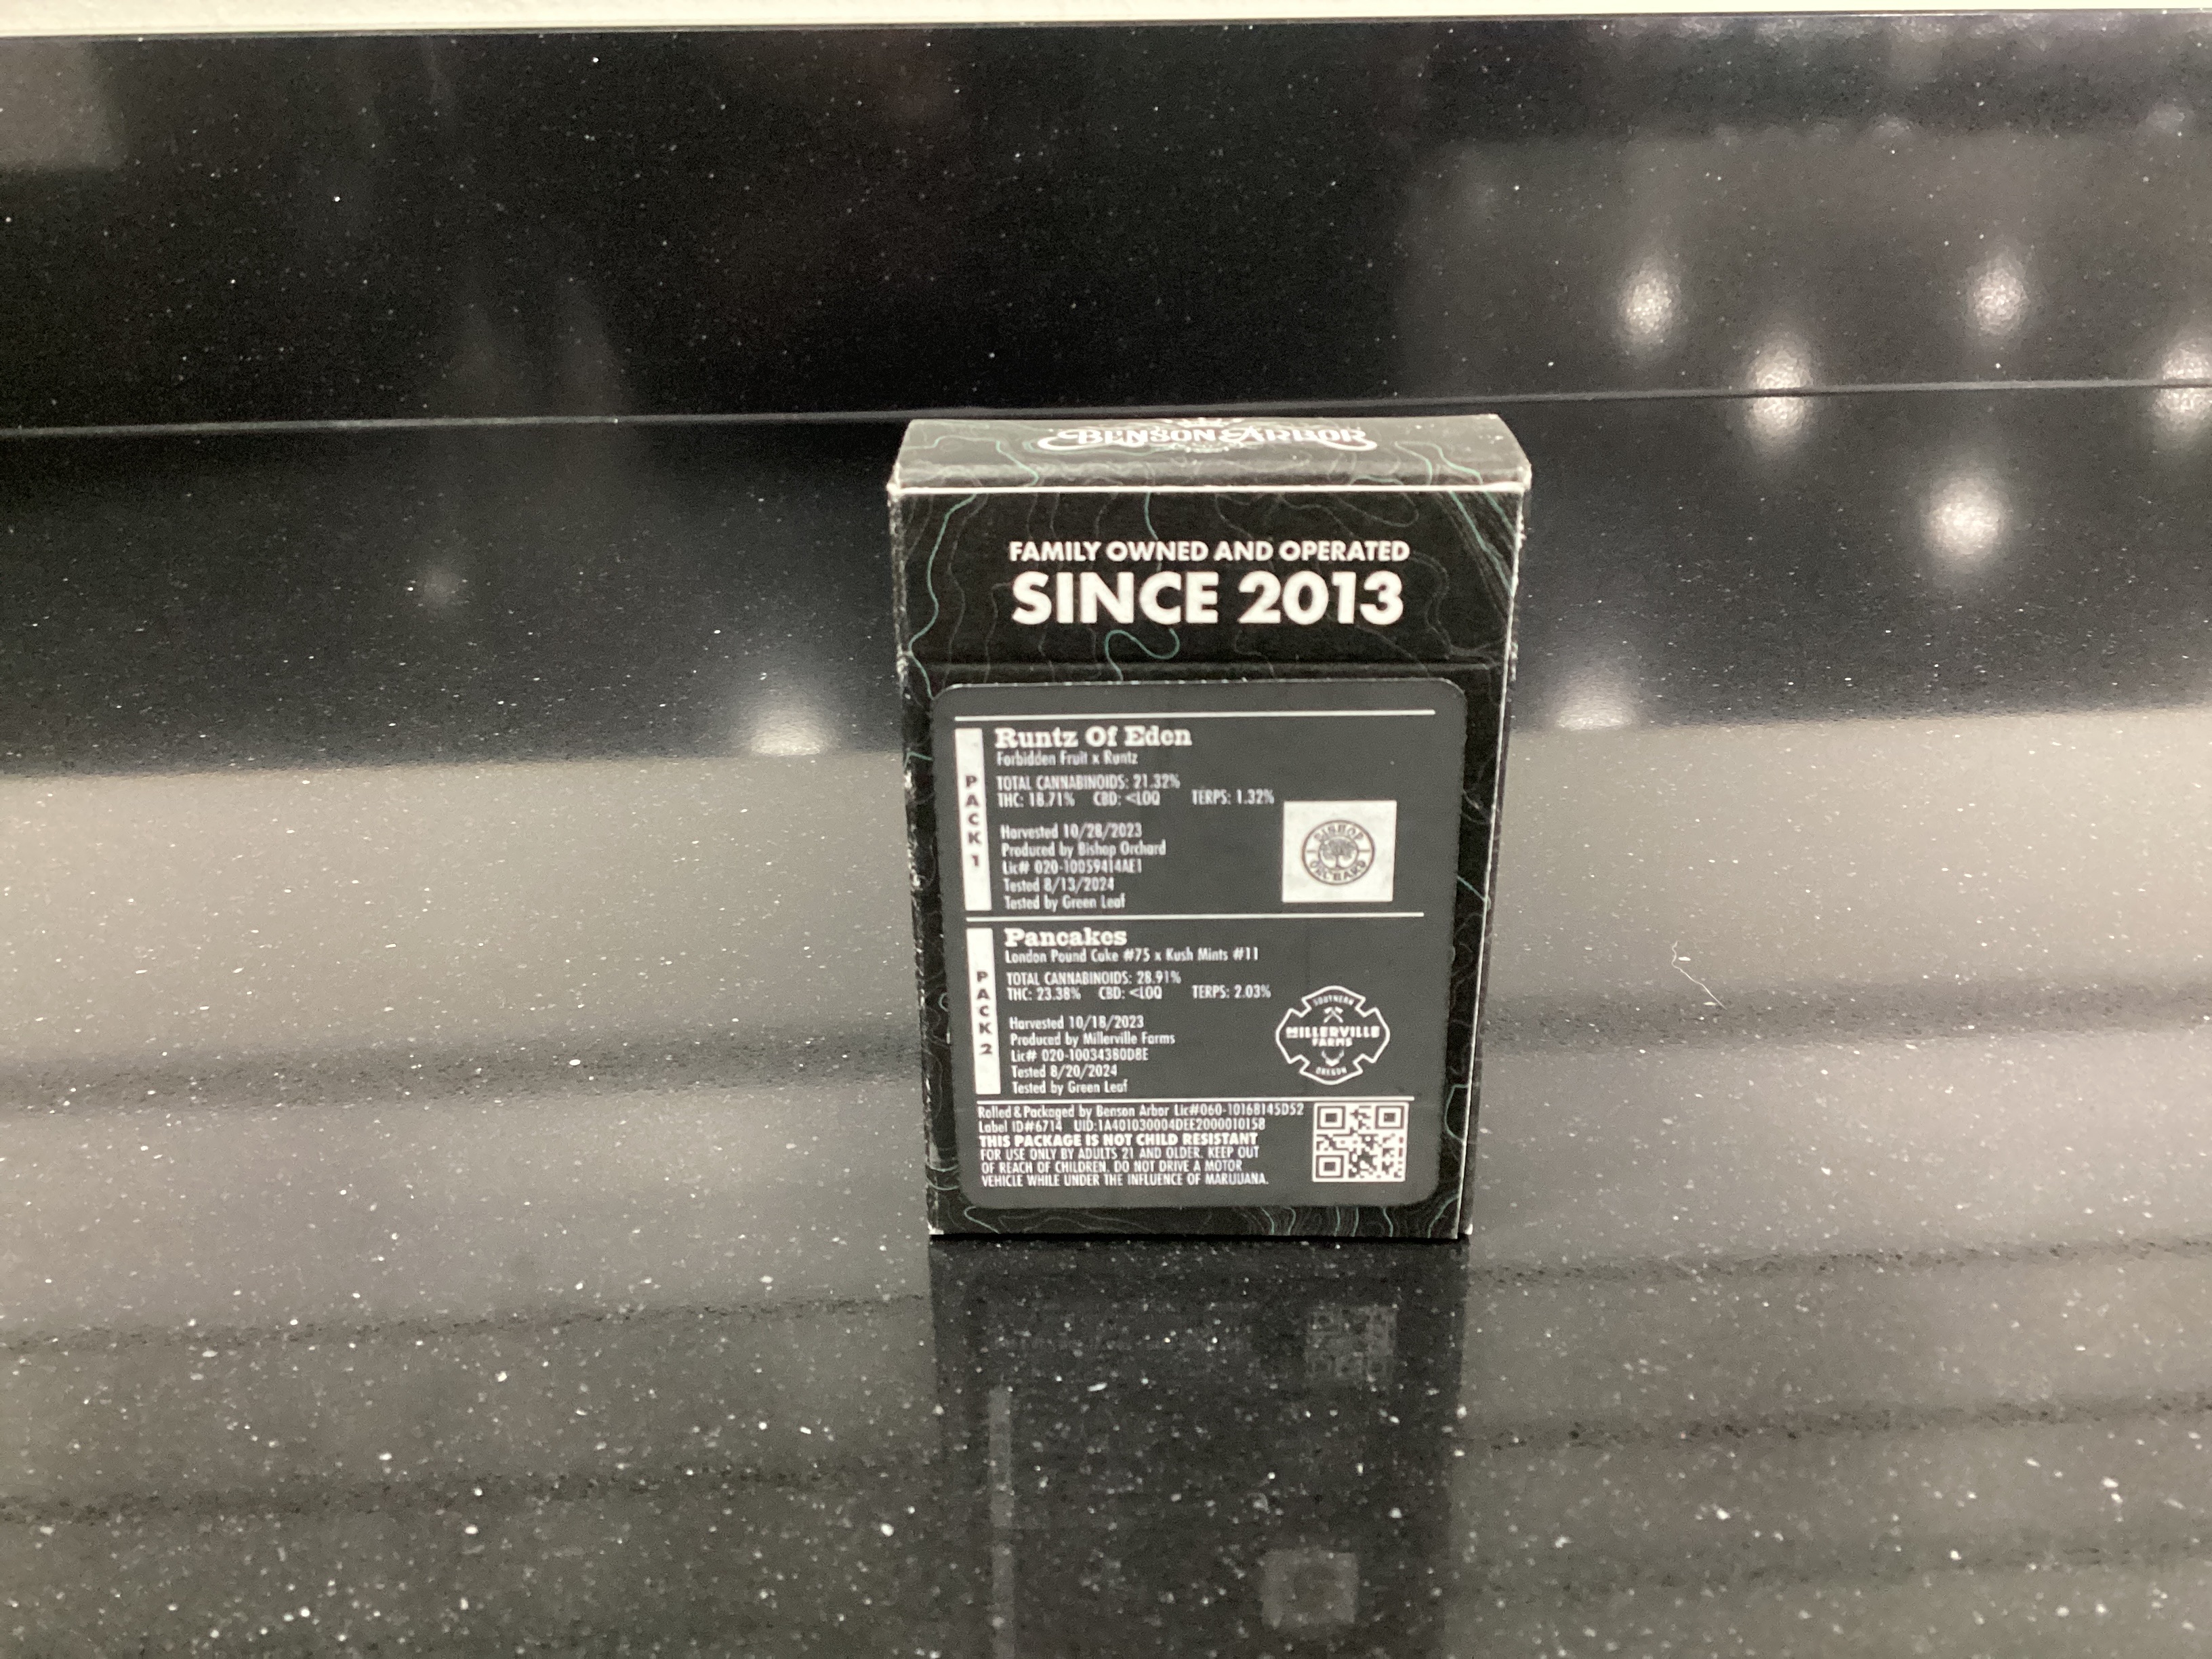 BENSON ARBOR
FAMILY OWNED AND OPERATED
SINCE 2013
PACK 1
Runtz Of Eden
Forbidden Fruit x Runtz
TOTAL CANNABINOIDS: 21.32%
THC: 18.71% CBD: <LOQ TERPS: 1.32%
Harvested 10/28/2023
Produced by Bishop Orchard
Lic# 020-10059414AE1
Tested 8/13/2024
Tested by Green Leaf
BISHOP
ORCHARD
PACK 2
Pancakes
London Pound Cake #75 x Kush Mints #11
TOTAL CANNABINOIDS: 28.91%
THC: 23.38% CBD: <LOQ TERPS: 2.03%
Harvested 10/18/2023
Produced by Millerville Farms
Lic# 020-10034380D8E
Tested 8/20/2024
Tested by Green Leaf
SOUTHERN
MILLERVILLE
FARMS
OREGON
Rolled & Packaged by Benson Arbor Lic#060-10168145D52
Label ID#6714 UID:1A401030004DEE2000010158
THIS PACKAGE IS NOT CHILD RESISTANT
FOR USE ONLY BY ADULTS 21 AND OLDER. KEEP OUT
OF REACH OF CHILDREN. DO NOT DRIVE A MOTOR
VEHICLE WHILE UNDER THE INFLUENCE OF MARIJUANA.